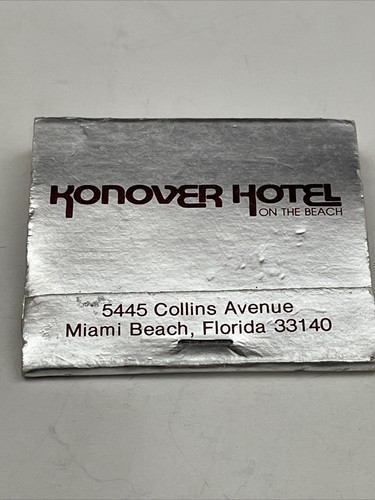 KONOVER HOTEL
ON THE BEACH
5445 Collins Avenue
Miami Beach, Florida 33140